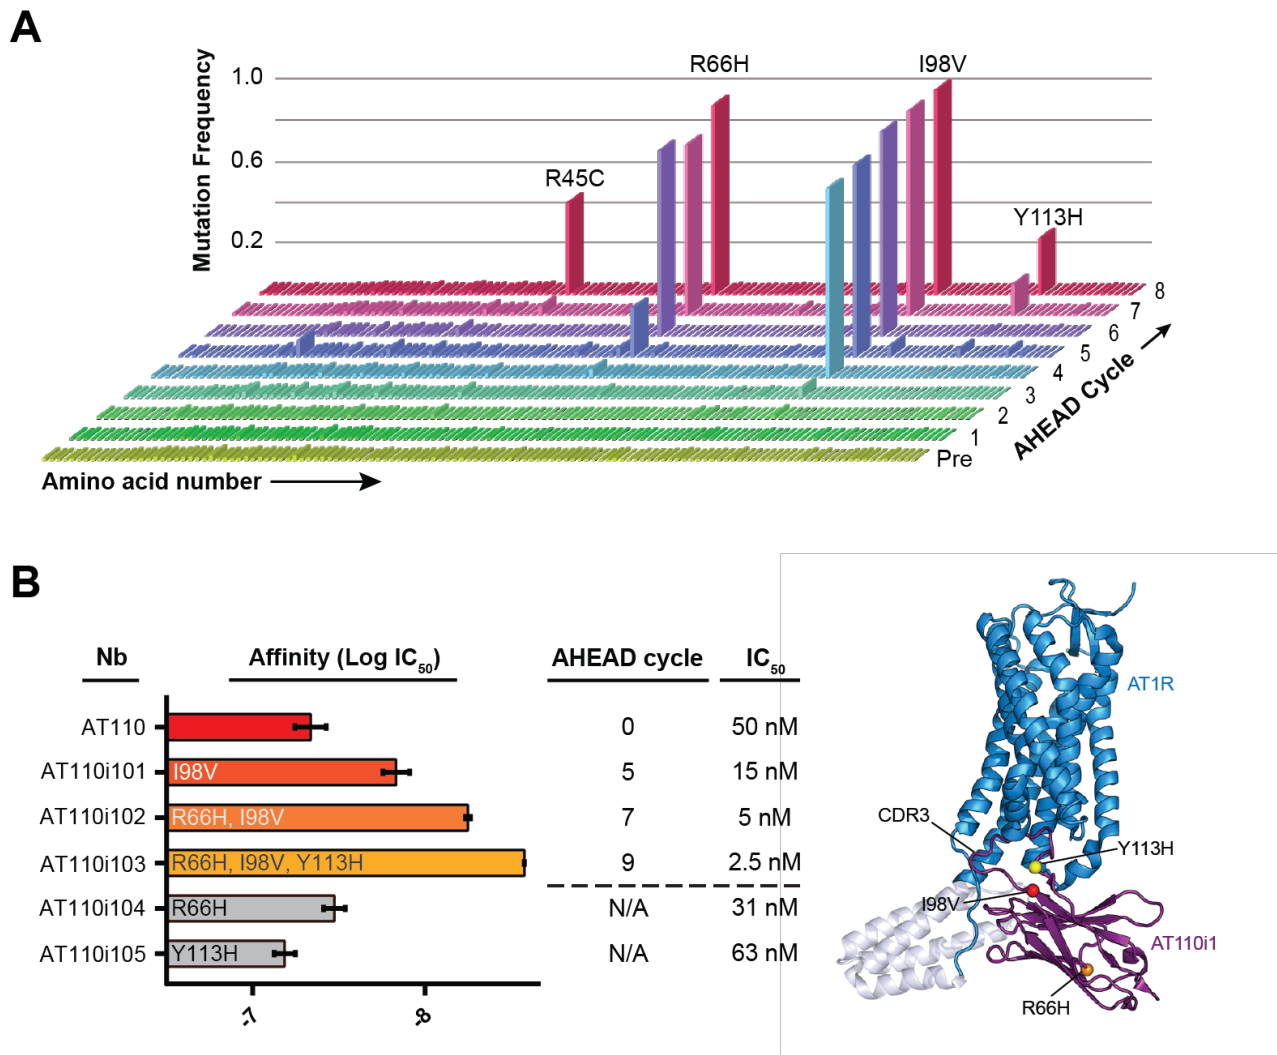 A
Mutation Frequency
1.0
0.6
0.2
R45C
R66H
I98V
Y113H
8
7
6
5
4
3
2
1
Pre
AHEAD Cycle
Amino acid number
B
Nb Affinity (Log IC50) AHEAD cycle IC50
AT110 0 50 nM
AT110i101 I98V 5 15 nM
AT110i102 R66H, I98V 7 5 nM
AT110i103 R66H, I98V, Y113H 9 2.5 nM
AT110i104 R66H N/A 31 nM
AT110i105 Y113H N/A 63 nM
-7 -8
AT1R
CDR3
Y113H
I98V
AT110i1
R66H